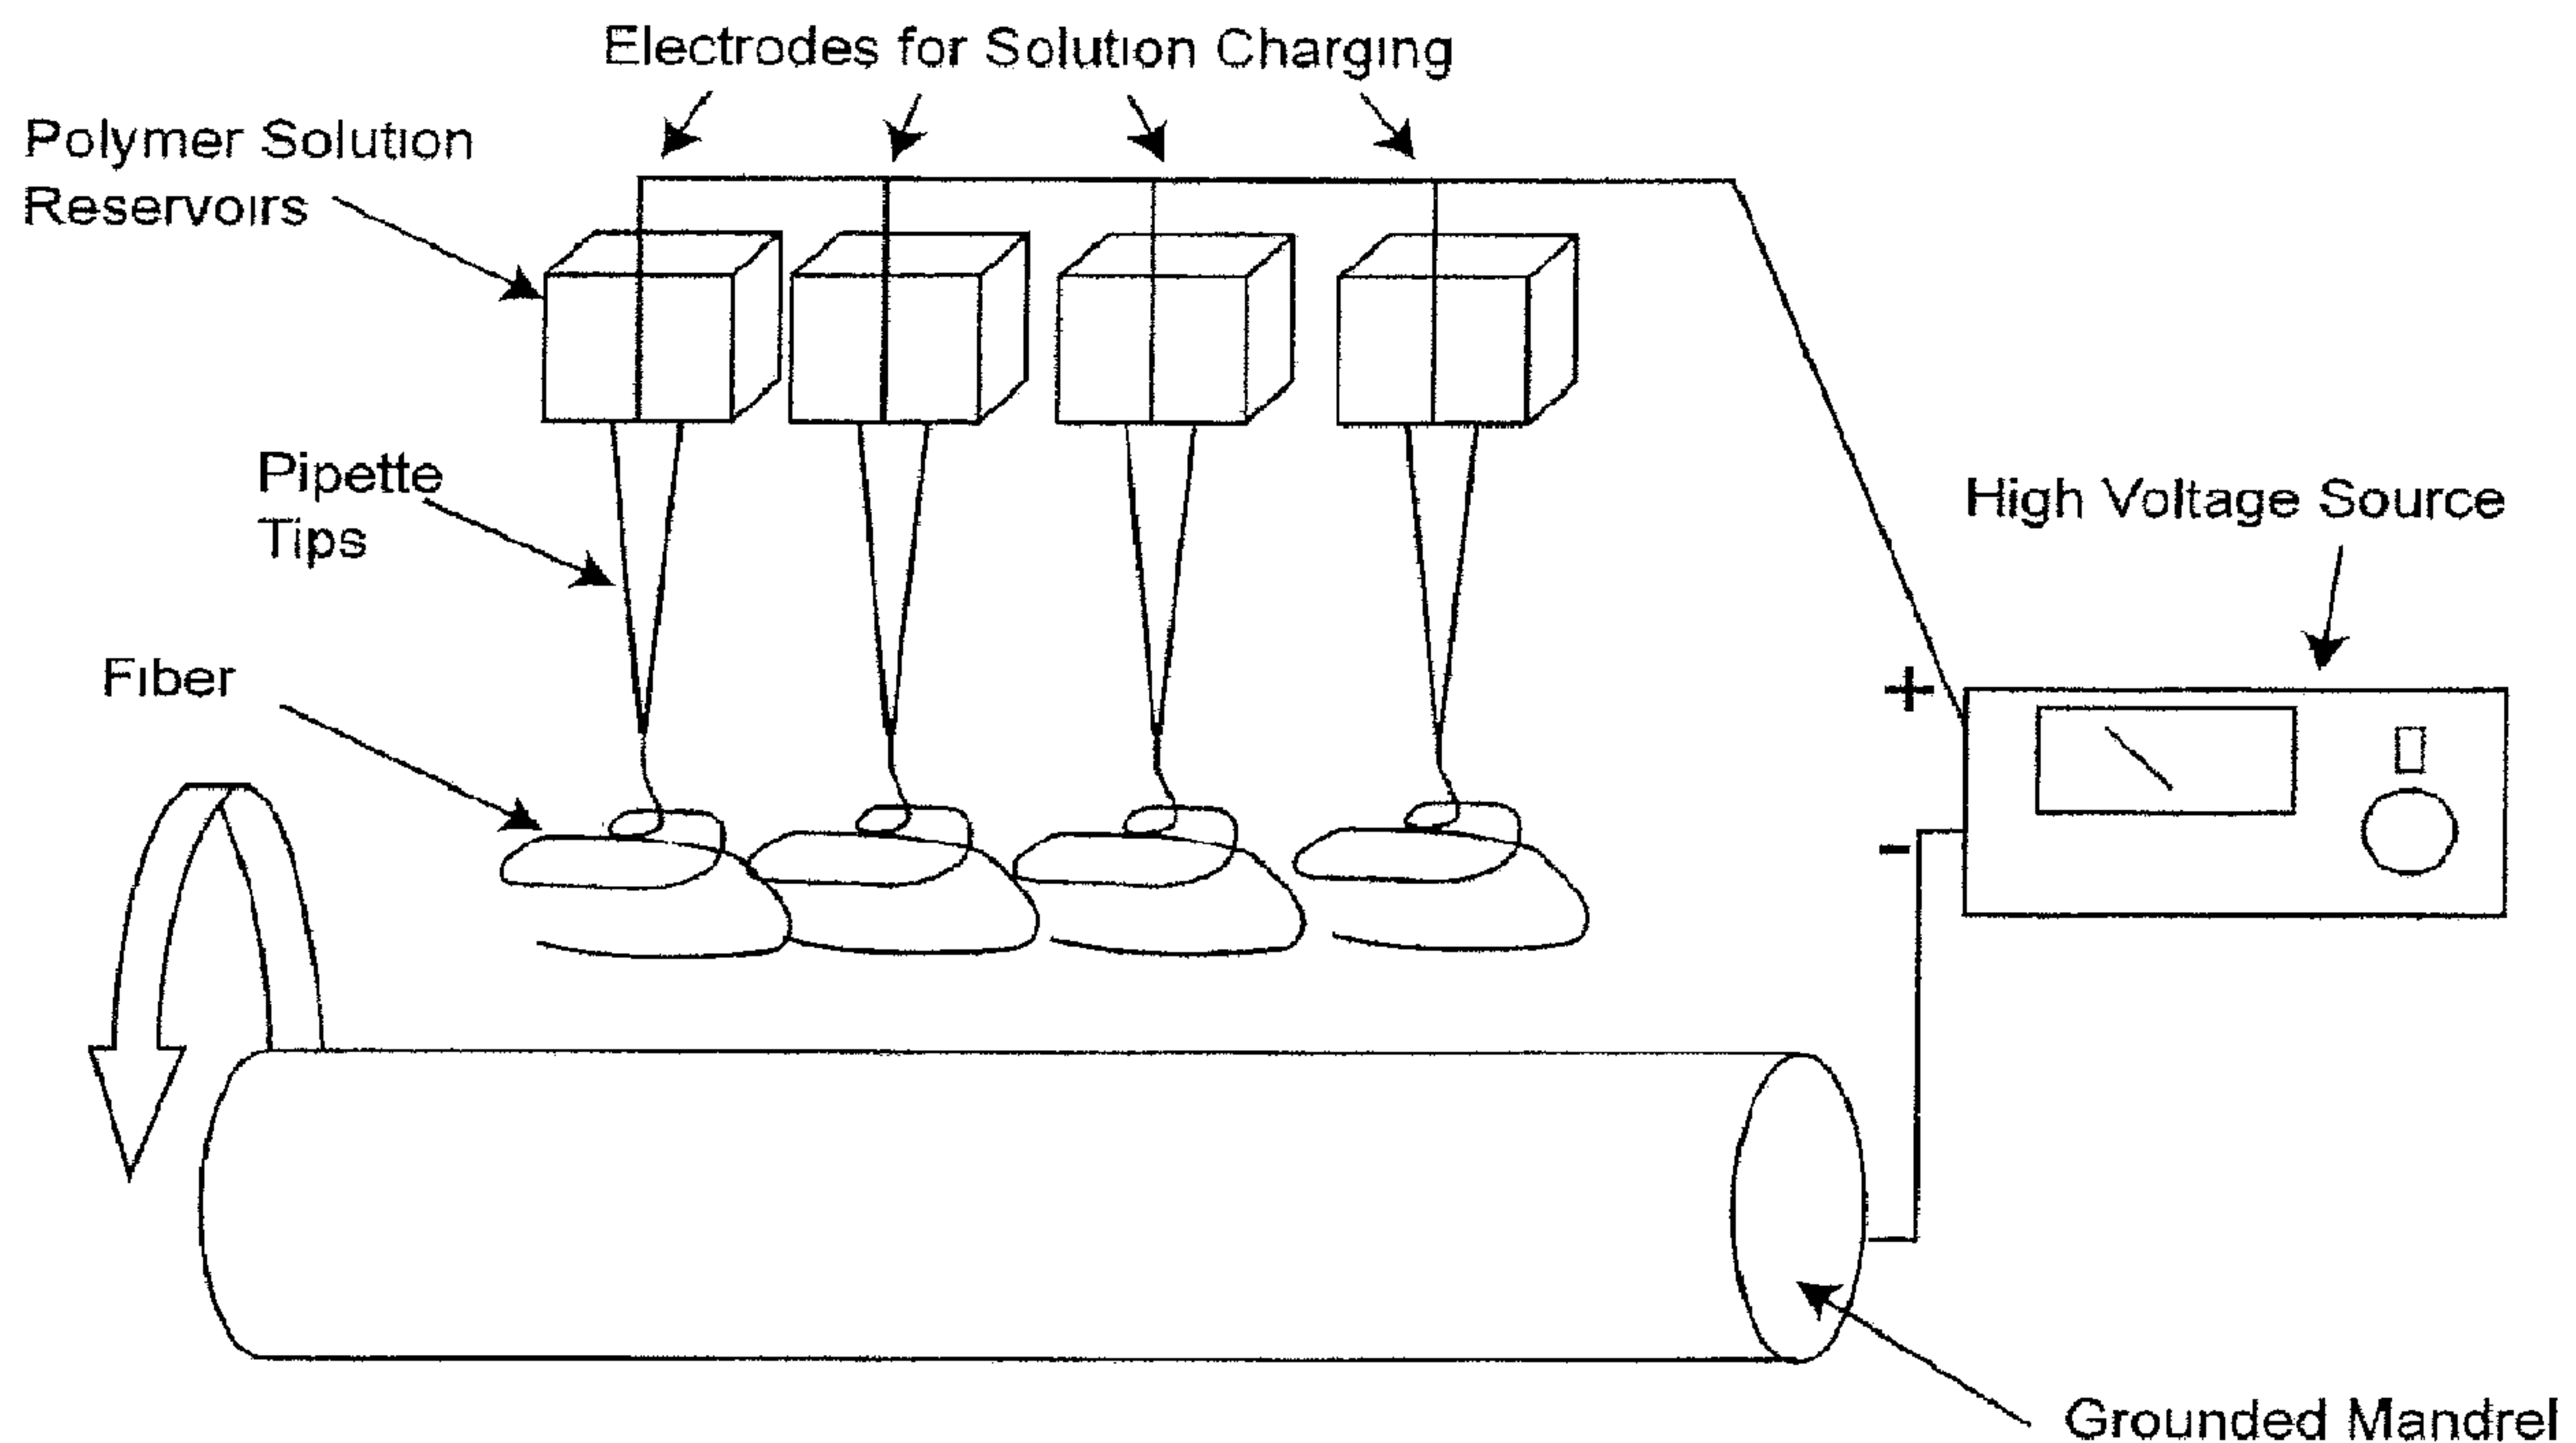 Electrodes for Solution Charging
Polymer Solution
Reservoirs
Pipette
Tips
High Voltage Source
Fiber
+
-
Grounded Mandrel